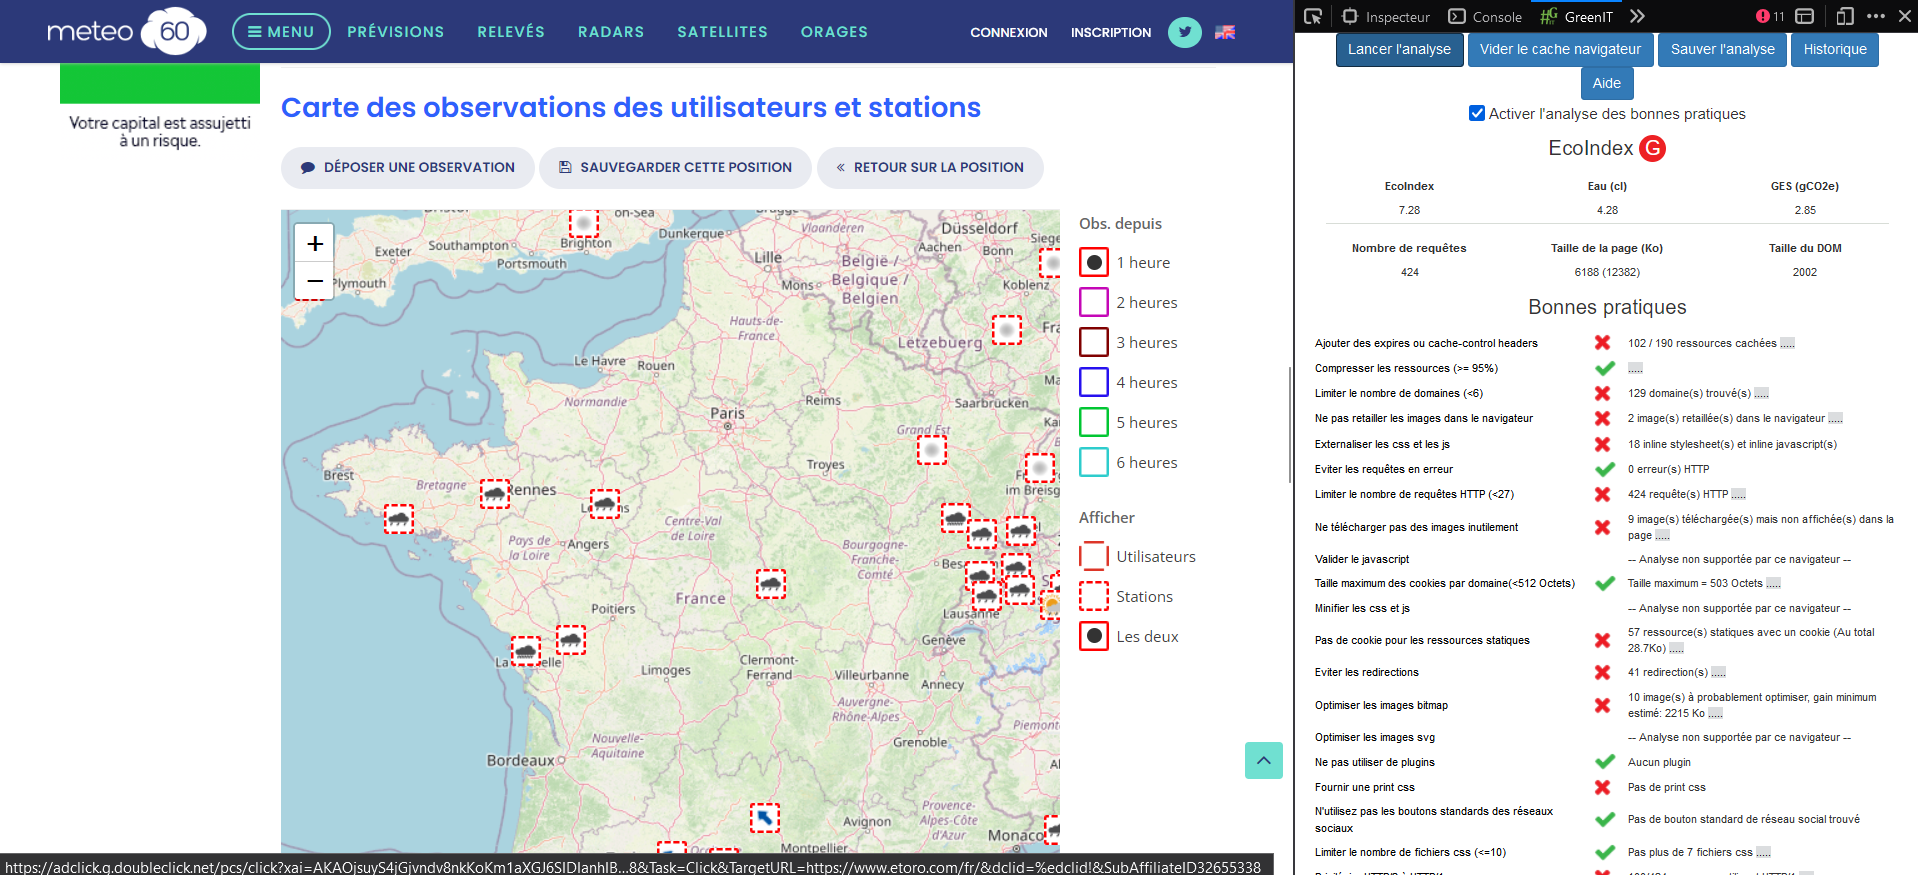 meteo 60
MENU
PRÉVISIONS
RELEVÉS
RADARS
SATELLITES
ORAGES
CONNEXION
INSCRIPTION
Votre capital est assujetti
à un risque.
Carte des observations des utilisateurs et stations
DÉPOSER UNE OBSERVATION
SAUVEGARDER CETTE POSITION
RETOUR SUR LA POSITION
+
−
on-Sea
Exeter
Southampton
Brighton
Portsmouth
Plymouth
Dunkerque
Vlaanderen
Düsseldorf
Aachen
Bonn
Siege
Lille
België /
Belgique /
Belgien
Mons
Koblenz
Hauts-de-
France
Lëtzebuerg
Fra
Le Havre
Rouen
Ma
Normandie
Reims
Saarbrücken
Paris
Grand Est
Ka
Brest
Troyes
Bretagne
Rennes
im Breisg
Centre-Val
de Loire
Pays de
la Loire
Angers
Bourgogne-
Franche-
Comté
Bes
France
Poitiers
Lausanne
Genève
Limoges
Clermont-
Ferrand
Villeurbanne
Annecy
Auvergne-
Rhône-Alpes
Piemont
Nouvelle-
Aquitaine
Grenoble
Bordeaux
Al
Provence-
Alpes-Côte
d'Azur
Avignon
Monaco
Montpellier
Obs. depuis
1 heure
2 heures
3 heures
4 heures
5 heures
6 heures
Afficher
Utilisateurs
Stations
Les deux
https://adclick.g.doubleclick.net/pcs/click?xai=AKAOjsuyS4jGjvndv8nkKoKm1aXGJ6SIDIanhIB...8&Task=Click&TargetURL=https://www.etoro.com/fr/&dclid=%edclid!&SubAffiliateID32655338
Inspecteur
Console
GreenIT
11
Lancer l'analyse
Vider le cache navigateur
Sauver l'analyse
Historique
Aide
Activer l'analyse des bonnes pratiques
EcoIndex G
EcoIndex Eau (cl) GES (gCO2e)
7.28 4.28 2.85
Nombre de requêtes Taille de la page (Ko) Taille du DOM
424 6188 (12382) 2002
Bonnes pratiques
Ajouter des expires ou cache-control headers 102 / 190 ressources cachées .....
Compresser les ressources (>= 95%) .....
Limiter le nombre de domaines (<6) 129 domaine(s) trouvé(s) .....
Ne pas retailler les images dans le navigateur 2 image(s) retaillée(s) dans le navigateur .....
Externaliser les css et les js 18 inline stylesheet(s) et inline javascript(s)
Eviter les requêtes en erreur 0 erreur(s) HTTP
Limiter le nombre de requêtes HTTP (<27) 424 requête(s) HTTP .....
Ne télécharger pas des images inutilement 9 image(s) téléchargée(s) mais non affichée(s) dans la
page .....
Valider le javascript -- Analyse non supportée par ce navigateur --
Taille maximum des cookies par domaine(<512 Octets) Taille maximum = 503 Octets .....
Minifier les css et js -- Analyse non supportée par ce navigateur --
Pas de cookie pour les ressources statiques 57 ressource(s) statiques avec un cookie (Au total
28.7Ko) .....
Eviter les redirections 41 redirection(s) .....
Optimiser les images bitmap 10 image(s) à probablement optimiser, gain minimum
estimé: 2215 Ko .....
Optimiser les images svg -- Analyse non supportée par ce navigateur --
Ne pas utiliser de plugins Aucun plugin
Fournir une print css Pas de print css
N'utilisez pas les boutons standards des réseaux
sociaux Pas de bouton standard de réseau social trouvé
Limiter le nombre de fichiers css (<=10) Pas plus de 7 fichiers css .....